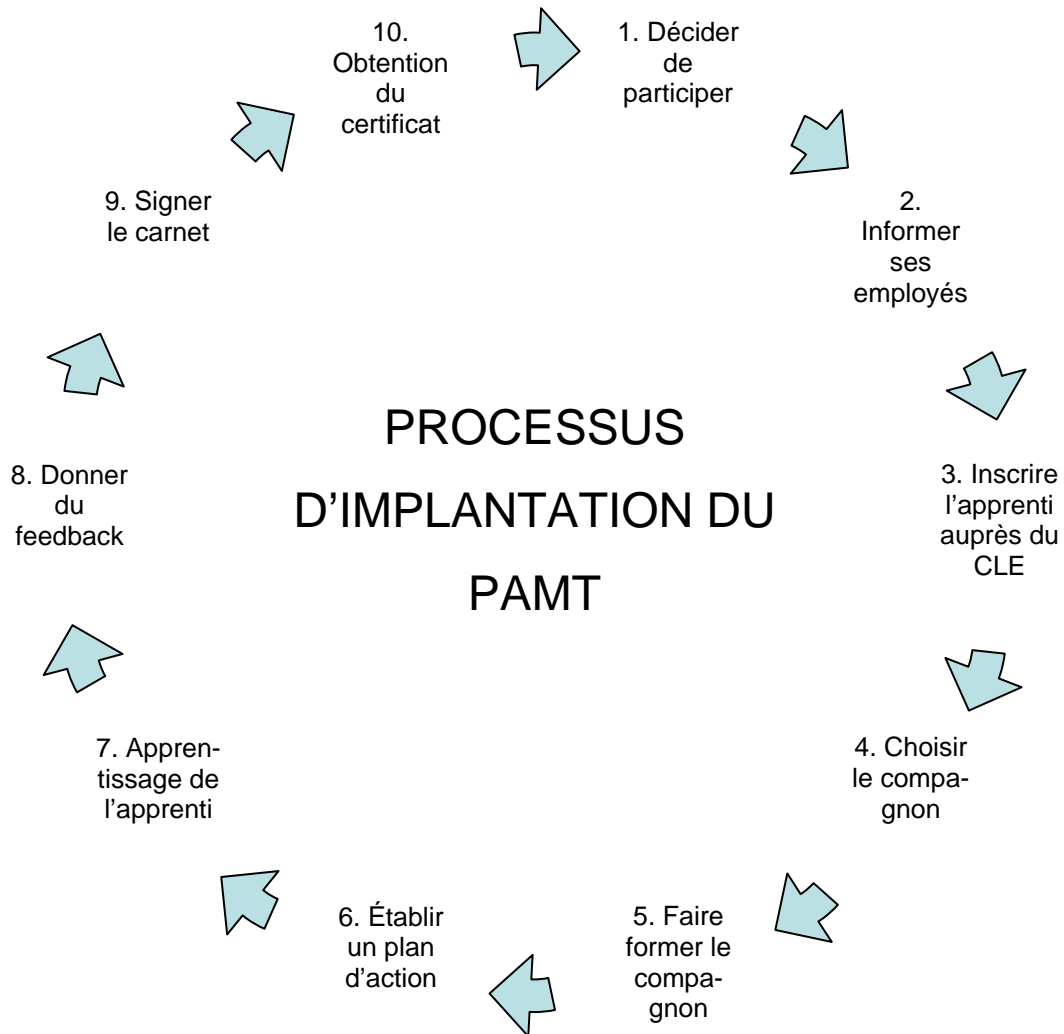 PROCESSUS
D’IMPLANTATION DU
PAMT
1. Décider
de
participer
2.
Informer
ses
employés
3. Inscrire
l’apprenti
auprès du
CLE
4. Choisir
le compa-
gnon
5. Faire
former le
compa-
gnon
6. Établir
un plan
d’action
7. Appren-
tissage de
l’apprenti
8. Donner
du
feedback
9. Signer
le carnet
10.
Obtention
du
certificat